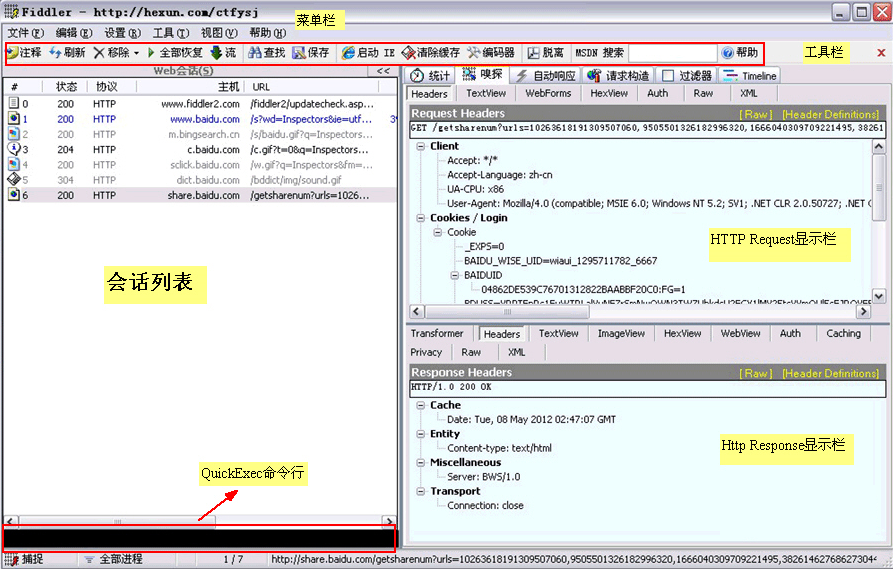 Fiddler - http://hexun.com/ctfysj
菜单栏
文件(F) 编辑(E) 设置(R) 工具(T) 视图(V) 帮助(H)
注释 刷新 移除 全部恢复 流 查找 保存 启动 IE 清除缓存 编码器 脱离 MSDN 搜索 帮助
工具栏
Web会话(S) <<
# 状态 协议 主机 URL
0 200 HTTP www.fiddler2.com /fiddler2/updatecheck.asp...
1 200 HTTP www.baidu.com /s?wd=Inspectors&ie=utf...
2 200 HTTP m.bingsearch.cn /s/baidu.gif?q=Inspectors...
3 204 HTTP c.baidu.com /c.gif?t=0&q=Inspectors...
4 200 HTTP sclick.baidu.com /w.gif?q=Inspectors&fm=...
5 304 HTTP dict.baidu.com /bddict/img/sound.gif
6 200 HTTP share.baidu.com /getsharenum?urls=1026...
会话列表
QuickExec命令行
统计 嗅探 自动响应 请求构造 过滤器 Timeline
Headers TextView WebForms HexView Auth Raw XML
Request Headers [ Raw ] [Header Definitions]
GET /getsharenum?urls=10263618191309507060,9505501326182996320,1666040309709221495,38261
Client
Accept: */*
Accept-Language: zh-cn
UA-CPU: x86
User-Agent: Mozilla/4.0 (compatible; MSIE 6.0; Windows NT 5.2; SV1; .NET CLR 2.0.50727; .NET C
Cookies / Login
Cookie
_EXPS=0
BAIDU_WISE_UID=wiaui_1295711782_6667
BAIDUID
04862DE539C76701312822BAABBF20C0:FG=1
HTTP Request显示栏
Transformer Headers TextView ImageView HexView WebView Auth Caching
Privacy Raw XML
Response Headers [ Raw ] [Header Definitions]
HTTP/1.0 200 OK
Cache
Date: Tue, 08 May 2012 02:47:07 GMT
Entity
Content-type: text/html
Miscellaneous
Server: BWS/1.0
Transport
Connection: close
Http Response显示栏
捕捉 全部进程 1 / 7 http://share.baidu.com/getsharenum?urls=10263618191309507060,9505501326182996320,1666040309709221495,382614627686273044